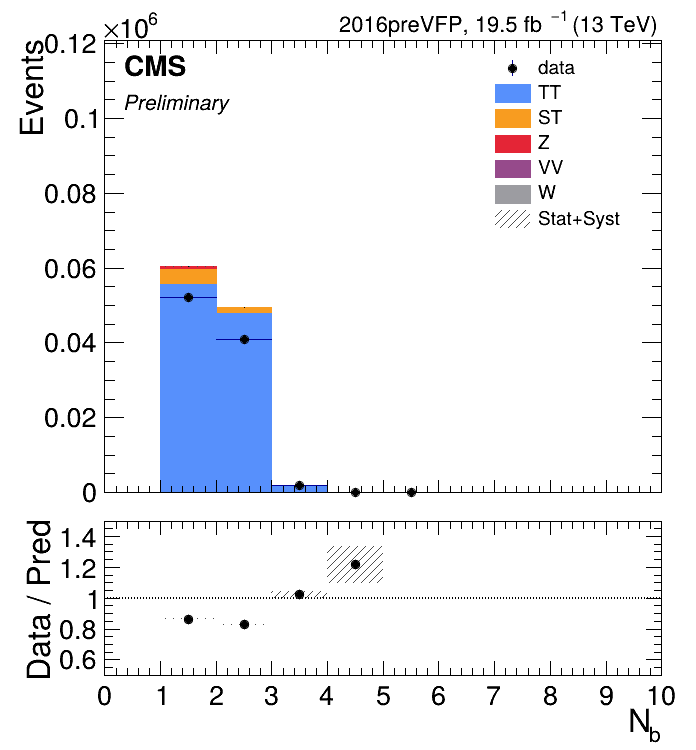 ×10⁶
2016preVFP, 19.5 fb ⁻¹ (13 TeV)
Events
0.12
0.1
0.08
0.06
0.04
0.02
0
CMS
Preliminary
data
TT
ST
Z
VV
W
Stat+Syst
Data / Pred
1.4
1.2
1
0.8
0.6
0 1 2 3 4 5 6 7 8 9 10
N_b